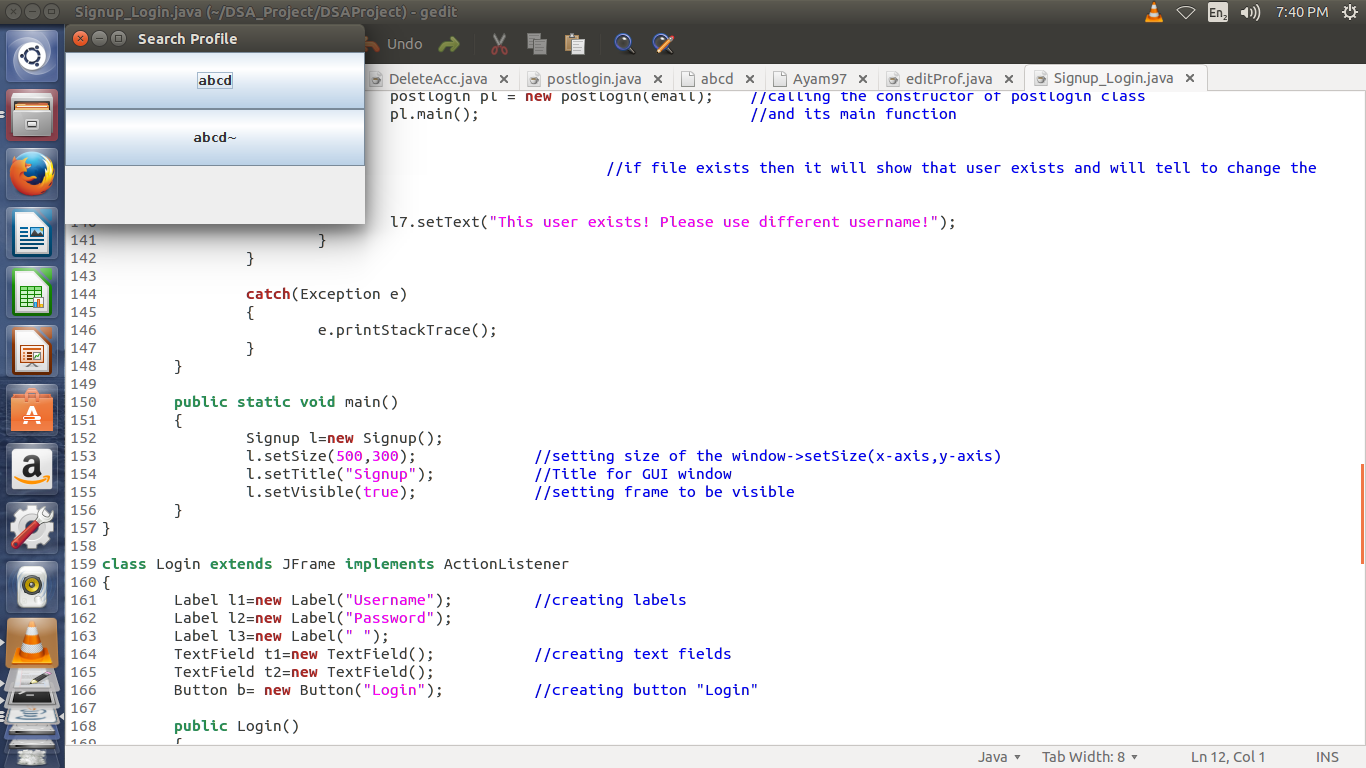 Signup_Login.java (~/DSA_Project/DSAProject) - gedit
En2
7:40 PM
Search Profile
Undo
abcd
abcd~
DeleteAcc.java
postlogin.java
abcd
Ayam97
editProf.java
Signup_Login.java
postlogin pl = new postlogin(email); //calling the constructor of postlogin class
pl.main(); //and its main function
//if file exists then it will show that user exists and will tell to change the
140 l7.setText("This user exists! Please use different username!");
141 }
142 }
143
144 catch(Exception e)
145 {
146 e.printStackTrace();
147 }
148 }
149
150 public static void main()
151 {
152 Signup l=new Signup();
153 l.setSize(500,300); //setting size of the window->setSize(x-axis,y-axis)
154 l.setTitle("Signup"); //Title for GUI window
155 l.setVisible(true); //setting frame to be visible
156 }
157 }
158
159 class Login extends JFrame implements ActionListener
160 {
161 Label l1=new Label("Username"); //creating labels
162 Label l2=new Label("Password");
163 Label l3=new Label(" ");
164 TextField t1=new TextField(); //creating text fields
165 TextField t2=new TextField();
166 Button b= new Button("Login"); //creating button "Login"
167
168 public Login()
169 {
Java
Tab Width: 8
Ln 12, Col 1
INS